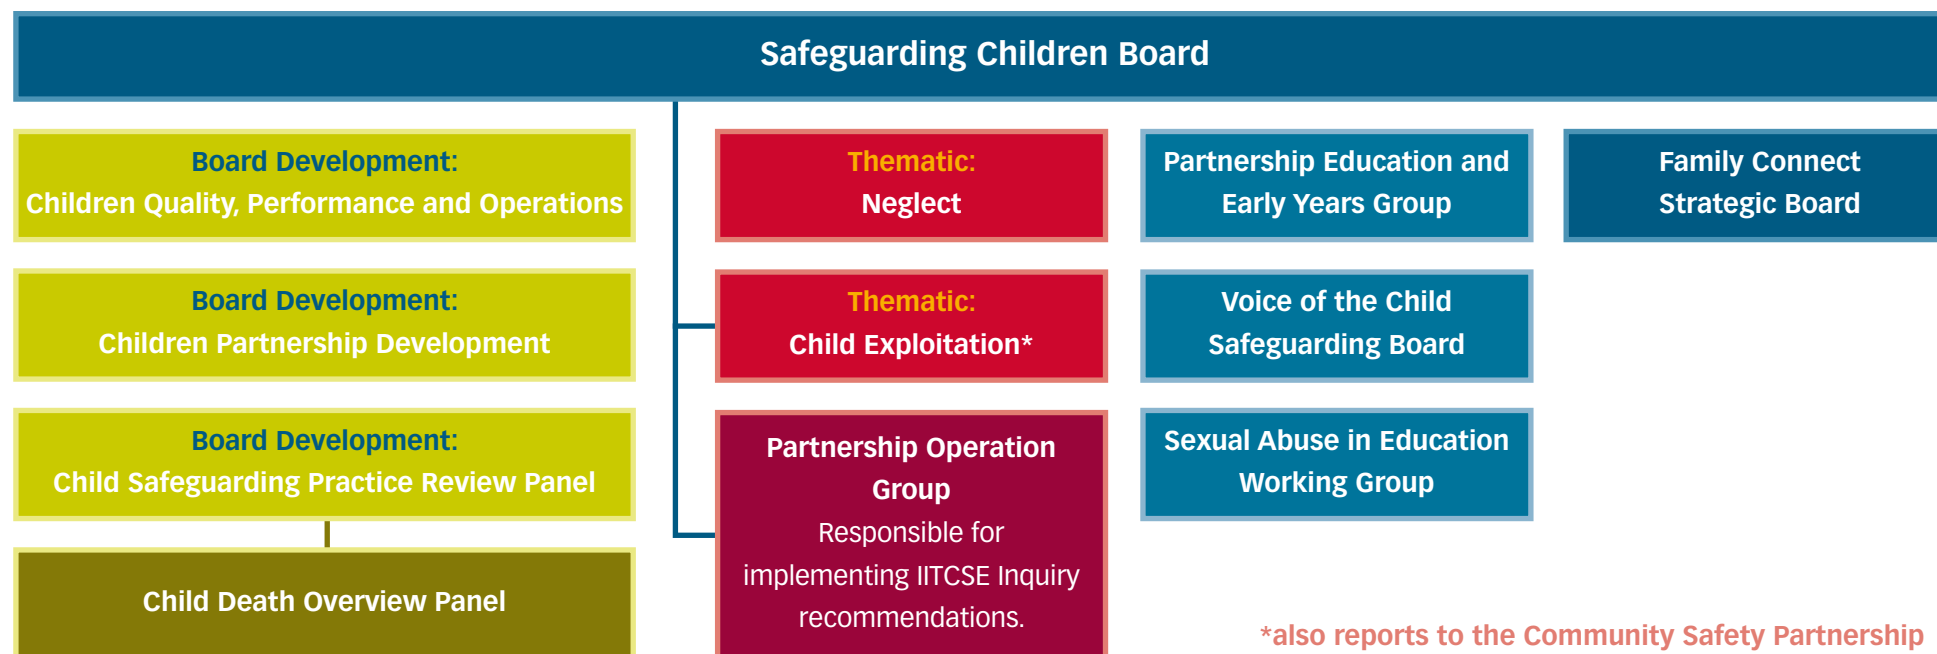 Safeguarding Children Board
Board Development:
Children Quality, Performance and Operations
Board Development:
Children Partnership Development
Board Development:
Child Safeguarding Practice Review Panel
Child Death Overview Panel
Thematic:
Neglect
Thematic:
Child Exploitation*
Partnership Operation
Group
Responsible for
implementing IITCSE Inquiry
recommendations.
Partnership Education and
Early Years Group
Voice of the Child
Safeguarding Board
Sexual Abuse in Education
Working Group
Family Connect
Strategic Board
*also reports to the Community Safety Partnership